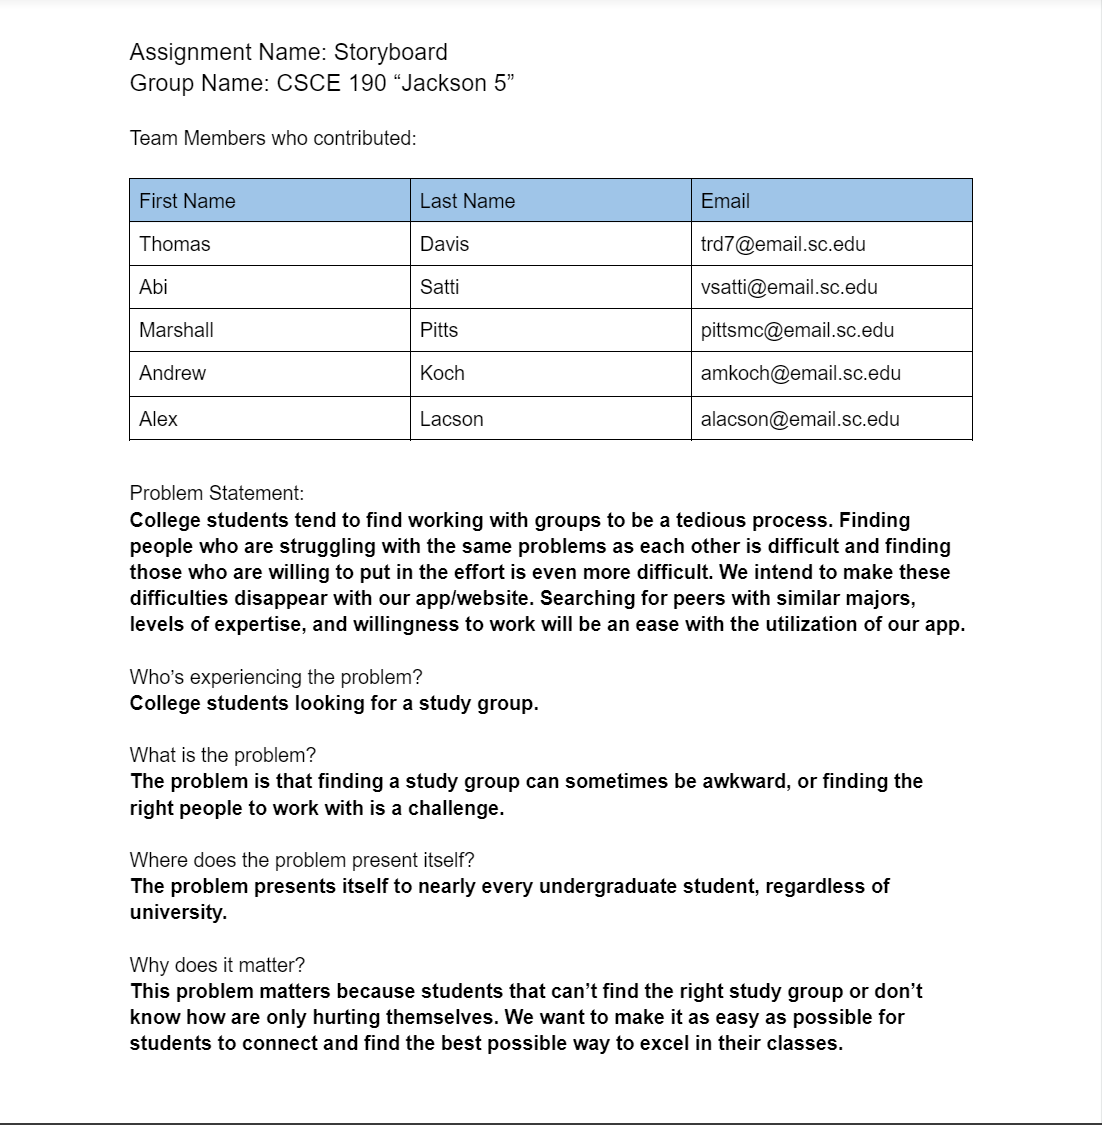 Assignment Name: Storyboard
Group Name: CSCE 190 “Jackson 5”
Team Members who contributed:
First Name Last Name Email
Thomas Davis trd7@email.sc.edu
Abi Satti vsatti@email.sc.edu
Marshall Pitts pittsmc@email.sc.edu
Andrew Koch amkoch@email.sc.edu
Alex Lacson alacson@email.sc.edu
Problem Statement:
College students tend to find working with groups to be a tedious process. Finding
people who are struggling with the same problems as each other is difficult and finding
those who are willing to put in the effort is even more difficult. We intend to make these
difficulties disappear with our app/website. Searching for peers with similar majors,
levels of expertise, and willingness to work will be an ease with the utilization of our app.
Who’s experiencing the problem?
College students looking for a study group.
What is the problem?
The problem is that finding a study group can sometimes be awkward, or finding the
right people to work with is a challenge.
Where does the problem present itself?
The problem presents itself to nearly every undergraduate student, regardless of
university.
Why does it matter?
This problem matters because students that can’t find the right study group or don’t
know how are only hurting themselves. We want to make it as easy as possible for
students to connect and find the best possible way to excel in their classes.